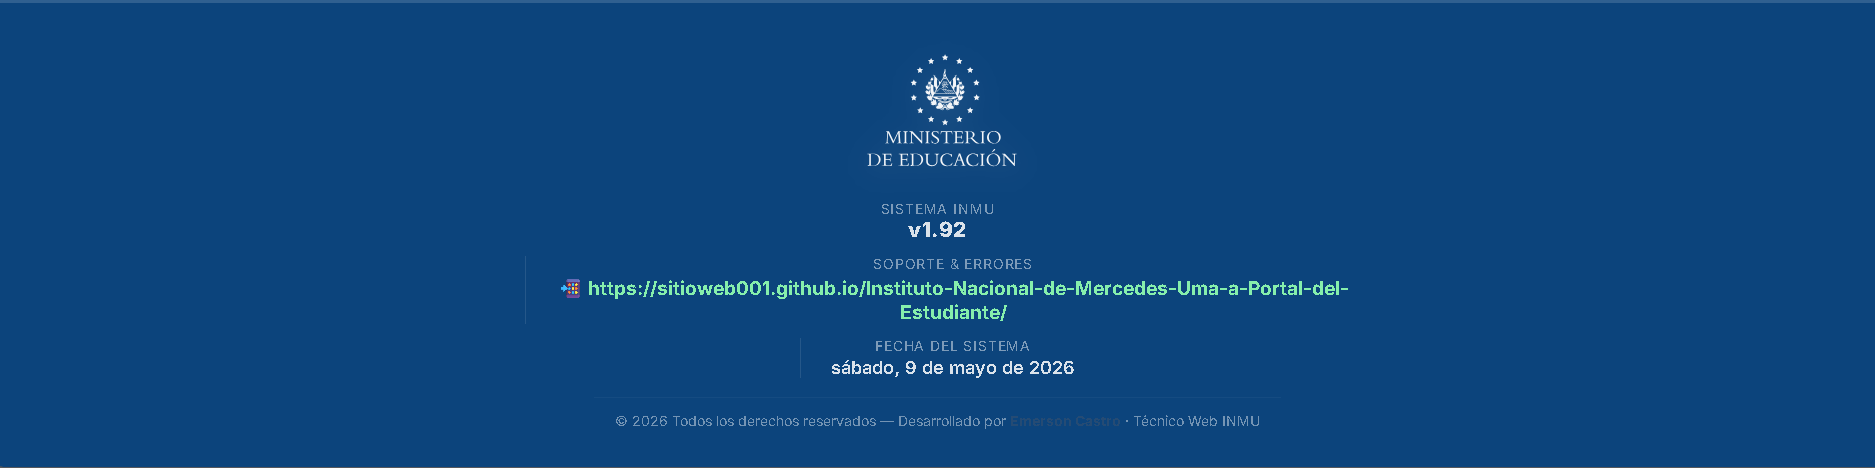 MINISTERIO
DE EDUCACIÓN
SISTEMA INMU
v1.92
SOPORTE & ERRORES
📲 https://sitioweb001.github.io/Instituto-Nacional-de-Mercedes-Uma-a-Portal-del-
Estudiante/
FECHA DEL SISTEMA
sábado, 9 de mayo de 2026
© 2026 Todos los derechos reservados — Desarrollado por Emerson Castro · Técnico Web INMU